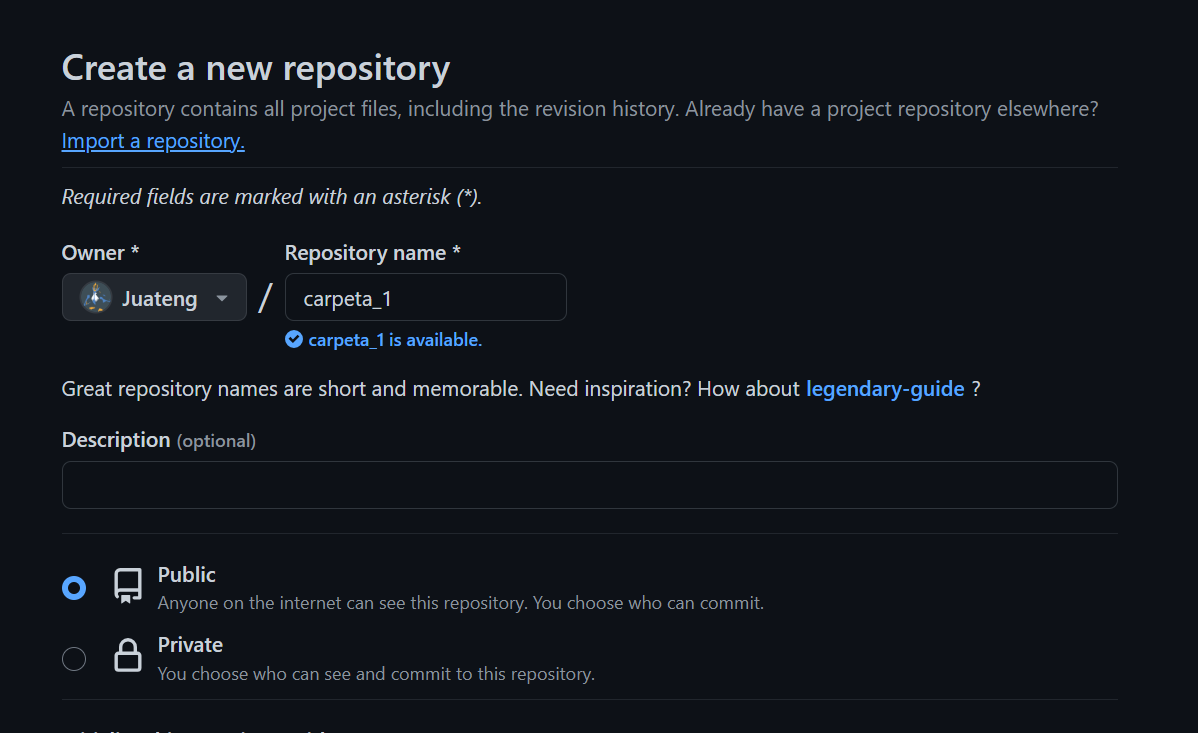 Create a new repository
A repository contains all project files, including the revision history. Already have a project repository elsewhere?
Import a repository.
Required fields are marked with an asterisk (*).
Owner * Repository name *
Juateng / carpeta_1
carpeta_1 is available.
Great repository names are short and memorable. Need inspiration? How about legendary-guide ?
Description (optional)
Public
Anyone on the internet can see this repository. You choose who can commit.
Private
You choose who can see and commit to this repository.